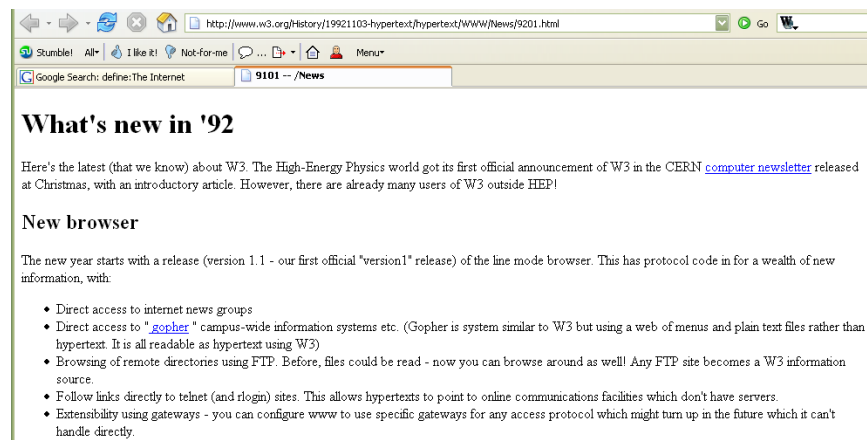 http://www.w3.org/History/19921103-hypertext/hypertext/WWW/News/9201.html Go W.
Stumble! All I like it! Not-for-me ... Menu
Google Search: define:The Internet 9101 -- /News
What's new in '92
Here's the latest (that we know) about W3. The High-Energy Physics world got its first official announcement of W3 in the CERN computer newsletter released
at Christmas, with an introductory article. However, there are already many users of W3 outside HEP!
New browser
The new year starts with a release (version 1.1 - our first official "version1" release) of the line mode browser. This has protocol code in for a wealth of new
information, with:
Direct access to internet news groups
Direct access to " gopher " campus-wide information systems etc. (Gopher is system similar to W3 but using a web of menus and plain text files rather than
hypertext. It is all readable as hypertext using W3)
Browsing of remote directories using FTP. Before, files could be read - now you can browse around as well! Any FTP site becomes a W3 information
source.
Follow links directly to telnet (and rlogin) sites. This allows hypertexts to point to online communications facilities which don't have servers.
Extensibility using gateways - you can configure www to use specific gateways for any access protocol which might turn up in the future which it can't
handle directly.